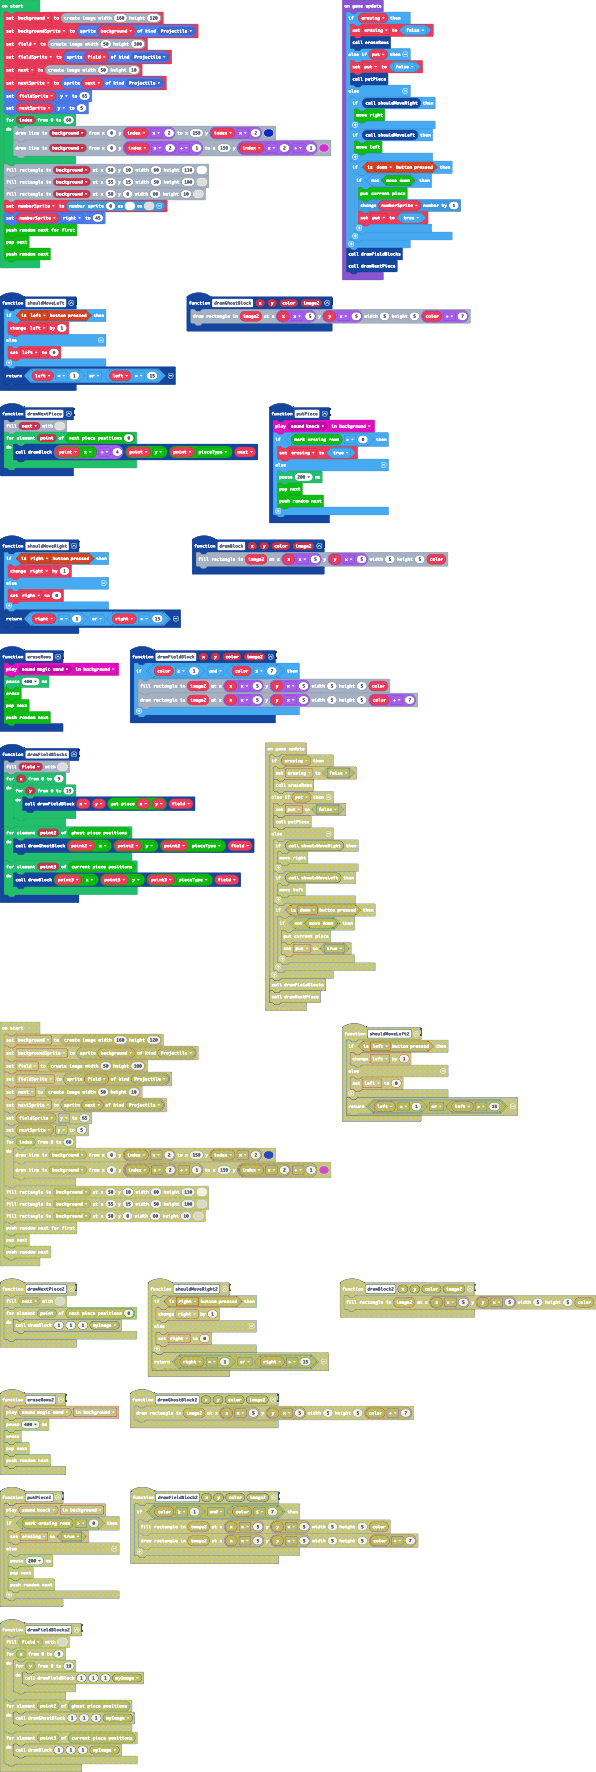 on start
set background to create image width 160 height 120
set backgroundSprite to sprite background of kind Projectile
set field to create image width 50 height 100
set fieldSprite to sprite field of kind Projectile
set next to create image width 50 height 10
set nextSprite to sprite next of kind Projectile
set fieldSprite y to 65
set nextSprite y to 5
for index from 0 to 60
do draw line in background from x 0 y index x 2 to x 159 y index x 2
draw line in background from x 0 y index x 2 + 1 to x 159 y index x 2 + 1
fill rectangle in background at x 50 y 10 width 60 height 110
fill rectangle in background at x 55 y 15 width 50 height 100
fill rectangle in background at x 50 y 0 width 60 height 10
set numberSprite to number sprite 0
set numberSprite right to 45
push random next for first
pop next
push random next
on game update
if erasing then
set erasing to false
call eraseRows
else if put then
set put to false
call putPiece
else
if call shouldMoveRight then
move right
if call shouldMoveLeft then
move left
if is down button pressed then
if not move down then
put current piece
change numberSprite number by 1
set put to true
call drawFieldBlocks
call drawNextPiece
function shouldMoveLeft
if is left button pressed then
change left by 1
else
set left to 0
return left = 1 or left > 15
function drawGhostBlock x y color image2
draw rectangle in image2 at x x x 5 y y x 5 width 5 height 5 color + 7
function drawNextPiece
fill next with
for element point of next piece positions 0
do call drawBlock point x + 4 point y point pieceType next
function putPiece
play sound knock in background
if mark erasing rows > 0 then
set erasing to true
else
pause 200 ms
pop next
push random next
function shouldMoveRight
if is right button pressed then
change right by 1
else
set right to 0
return right = 1 or right > 15
function drawBlock x y color image2
fill rectangle in image2 at x x x 5 y y x 5 width 5 height 5 color
function eraseRows
play sound magic wand in background
pause 400 ms
erase
pop next
push random next
function drawFieldBlock x y color image2
if color ≥ 1 and color ≤ 7 then
fill rectangle in image2 at x x x 5 y y x 5 width 5 height 5 color
draw rectangle in image2 at x x x 5 y y x 5 width 5 height 5 color + 7
function drawFieldBlocks
fill field with
for x from 0 to 9
do for y from 0 to 19
do call drawFieldBlock x y get piece x y field
for element point2 of ghost piece positions
do call drawGhostBlock point2 x point2 y point2 pieceType field
for element point3 of current piece positions
do call drawBlock point3 x point3 y point3 pieceType field
on game update
if erasing then
set erasing to false
call eraseRows
else if put then
set put to false
call putPiece
else
if call shouldMoveRight then
move right
if call shouldMoveLeft then
move left
if is down button pressed then
if not move down then
put current piece
set put to true
call drawFieldBlocks
call drawNextPiece
on start
set background to create image width 160 height 120
set backgroundSprite to sprite background of kind Projectile
set field to create image width 50 height 100
set fieldSprite to sprite field of kind Projectile
set next to create image width 50 height 10
set nextSprite to sprite next of kind Projectile
set fieldSprite y to 65
set nextSprite y to 5
for index from 0 to 60
do draw line in background from x 0 y index x 2 to x 159 y index x 2
draw line in background from x 0 y index x 2 + 1 to x 159 y index x 2 + 1
fill rectangle in background at x 50 y 10 width 60 height 110
fill rectangle in background at x 55 y 15 width 50 height 100
fill rectangle in background at x 50 y 0 width 60 height 10
push random next for first
pop next
push random next
function shouldMoveLeft2
if is left button pressed then
change left by 1
else
set left to 0
return left = 1 or left > 15
function drawNextPiece2
fill next with
for element point of next piece positions 0
do call drawBlock 1 1 1 myImage
function shouldMoveRight2
if is right button pressed then
change right by 1
else
set right to 0
return right = 1 or right > 15
function drawBlock2 x y color image2
fill rectangle in image2 at x x x 5 y y x 5 width 5 height 5 color
function eraseRows2
play sound magic wand in background
pause 400 ms
erase
pop next
push random next
function drawGhostBlock2 x y color image2
draw rectangle in image2 at x x x 5 y y x 5 width 5 height 5 color + 7
function putPiece2
play sound knock in background
if mark erasing rows > 0 then
set erasing to true
else
pause 200 ms
pop next
push random next
function drawFieldBlock2 x y color image2
if color ≥ 1 and color ≤ 7 then
fill rectangle in image2 at x x x 5 y y x 5 width 5 height 5 color
draw rectangle in image2 at x x x 5 y y x 5 width 5 height 5 color + 7
function drawFieldBlocks2
fill field with
for x from 0 to 9
do for y from 0 to 19
do call drawFieldBlock 1 1 1 myImage
for element point2 of ghost piece positions
do call drawGhostBlock 1 1 1 myImage
for element point3 of current piece positions
do call drawBlock 1 1 1 myImage